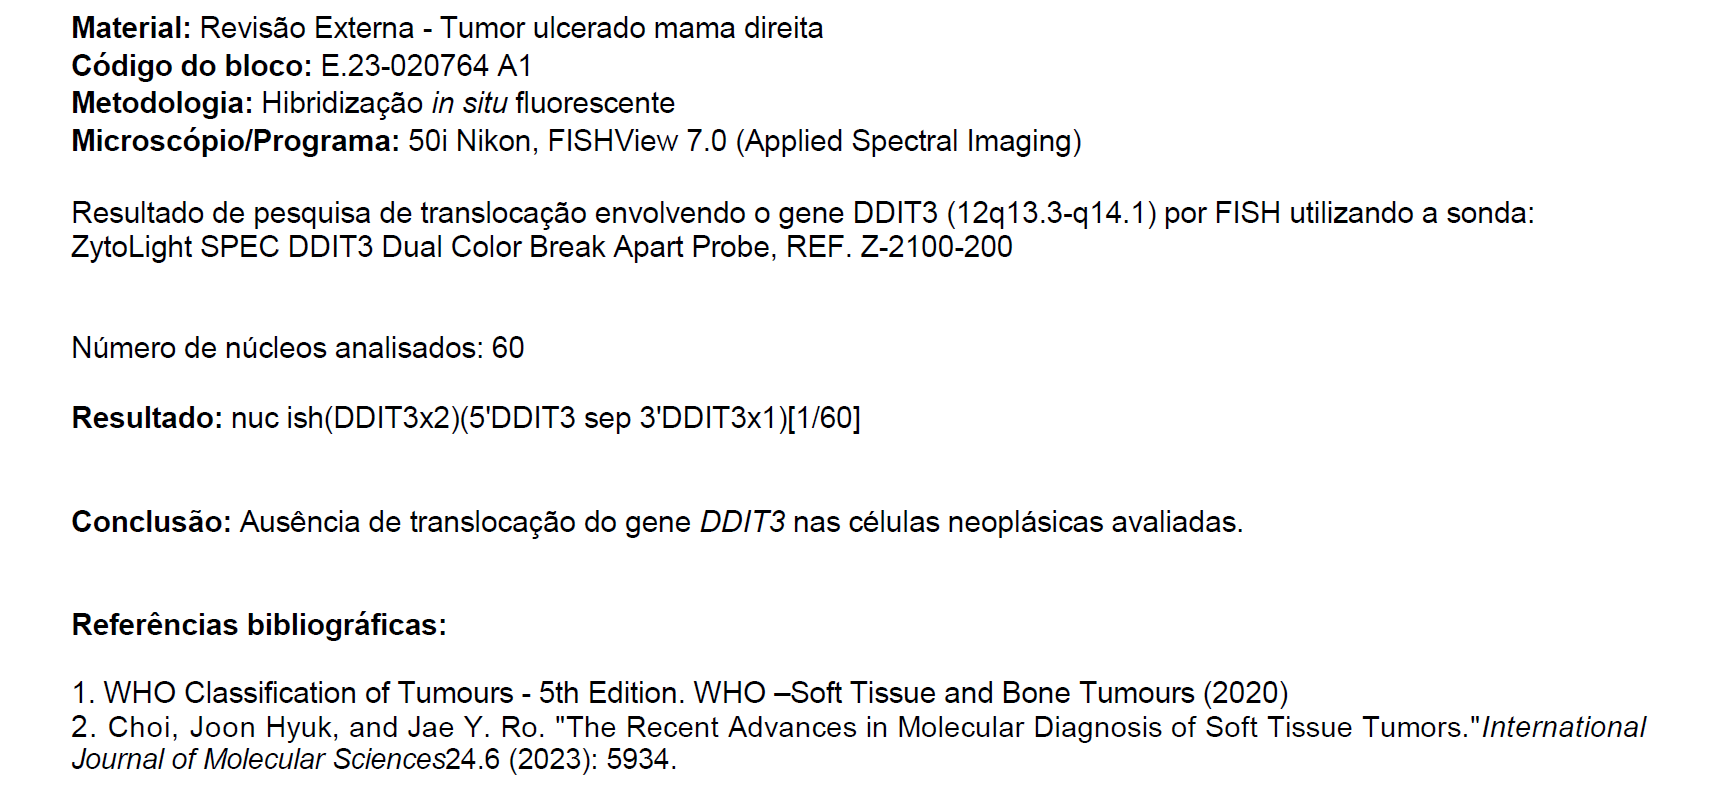 Material: Revisão Externa - Tumor ulcerado mama direita
Código do bloco: E.23-020764 A1
Metodologia: Hibridização in situ fluorescente
Microscópio/Programa: 50i Nikon, FISHView 7.0 (Applied Spectral Imaging)
Resultado de pesquisa de translocação envolvendo o gene DDIT3 (12q13.3-q14.1) por FISH utilizando a sonda:
ZytoLight SPEC DDIT3 Dual Color Break Apart Probe, REF. Z-2100-200
Número de núcleos analisados: 60
Resultado: nuc ish(DDIT3x2)(5'DDIT3 sep 3'DDIT3x1)[1/60]
Conclusão: Ausência de translocação do gene DDIT3 nas células neoplásicas avaliadas.
Referências bibliográficas:
1. WHO Classification of Tumours - 5th Edition. WHO –Soft Tissue and Bone Tumours (2020)
2. Choi, Joon Hyuk, and Jae Y. Ro. "The Recent Advances in Molecular Diagnosis of Soft Tissue Tumors."International
Journal of Molecular Sciences24.6 (2023): 5934.